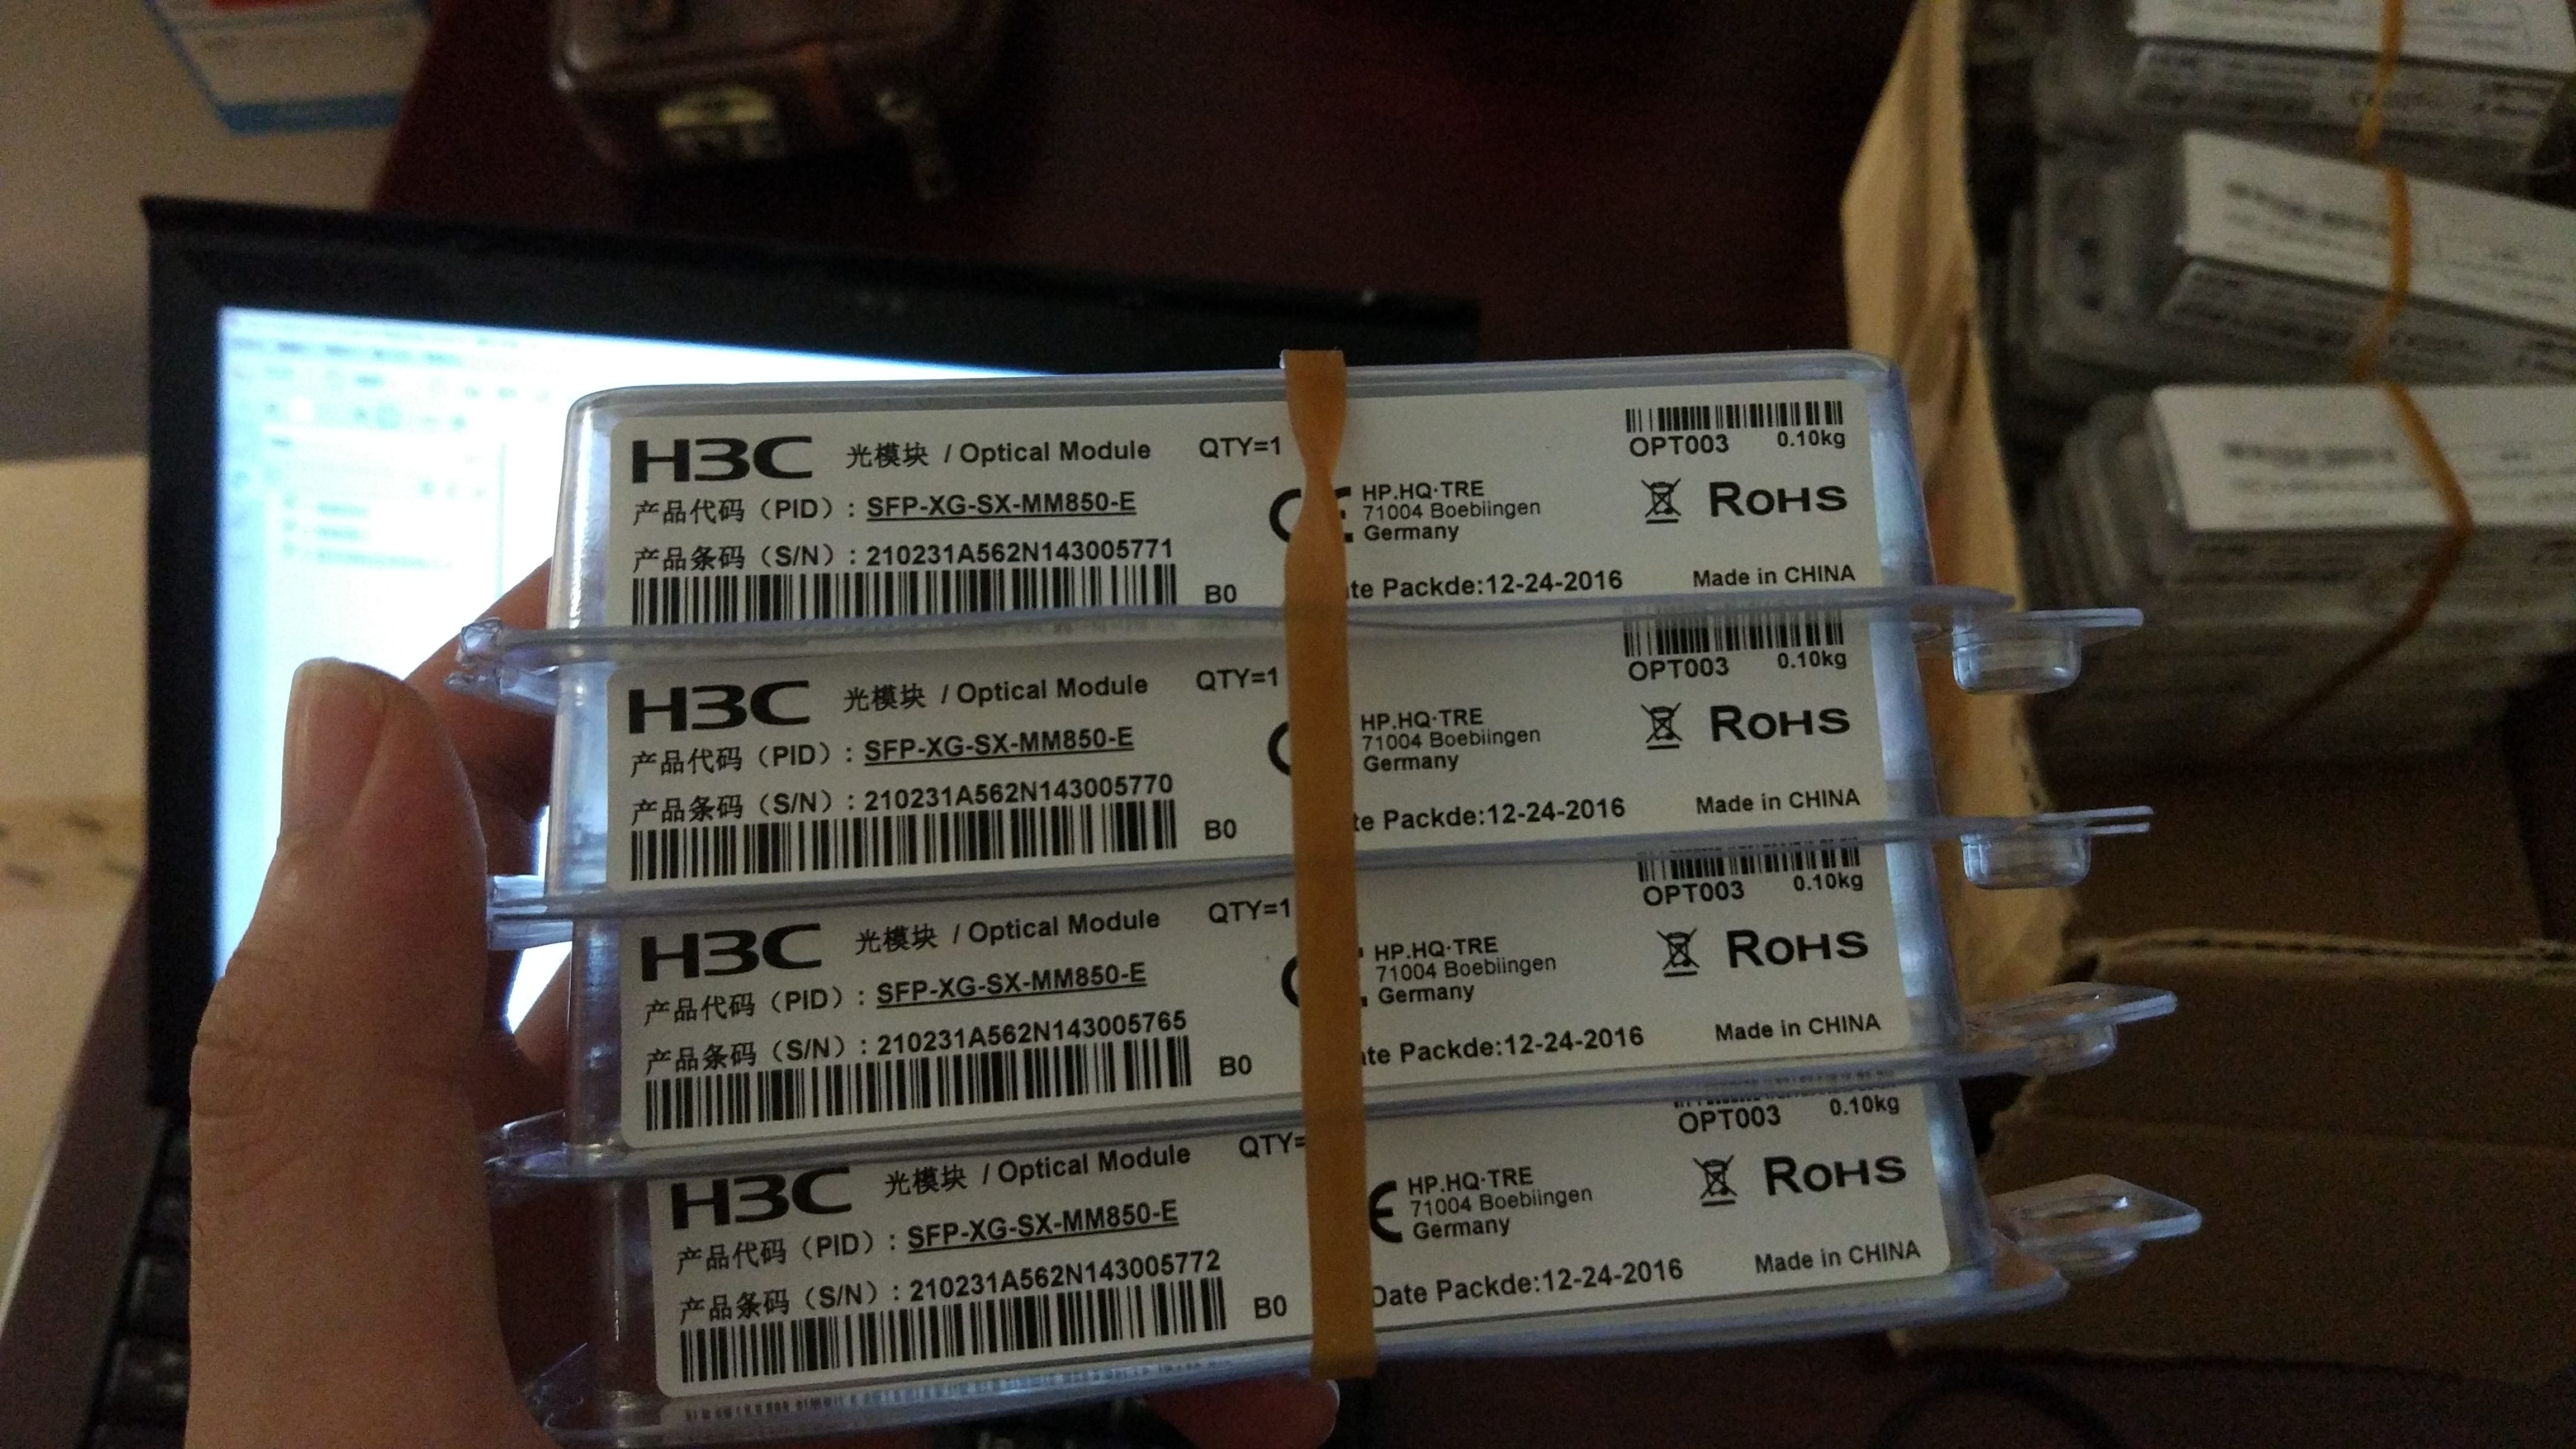 H3C 光模块 / Optical Module QTY=1
OPT003 0.10kg
产品代码（PID）: SFP-XG-SX-MM850-E
HP.HQ·TRE
71004 Boebiingen
Germany
RoHS
产品条码（S/N）: 210231A562N143005771
B0 te Packde:12-24-2016 Made in CHINA
H3C 光模块 / Optical Module QTY=1
OPT003 0.10kg
产品代码（PID）: SFP-XG-SX-MM850-E
HP.HQ·TRE
71004 Boebiingen
Germany
RoHS
产品条码（S/N）: 210231A562N143005770
B0 te Packde:12-24-2016 Made in CHINA
H3C 光模块 / Optical Module QTY=1
OPT003 0.10kg
产品代码（PID）: SFP-XG-SX-MM850-E
HP.HQ·TRE
71004 Boebiingen
Germany
RoHS
产品条码（S/N）: 210231A562N143005765
B0 te Packde:12-24-2016 Made in CHINA
H3C 光模块 / Optical Module QTY=
OPT003 0.10kg
产品代码（PID）: SFP-XG-SX-MM850-E
HP.HQ·TRE
71004 Boebiingen
Germany
RoHS
产品条码（S/N）: 210231A562N143005772
B0 Date Packde:12-24-2016 Made in CHINA